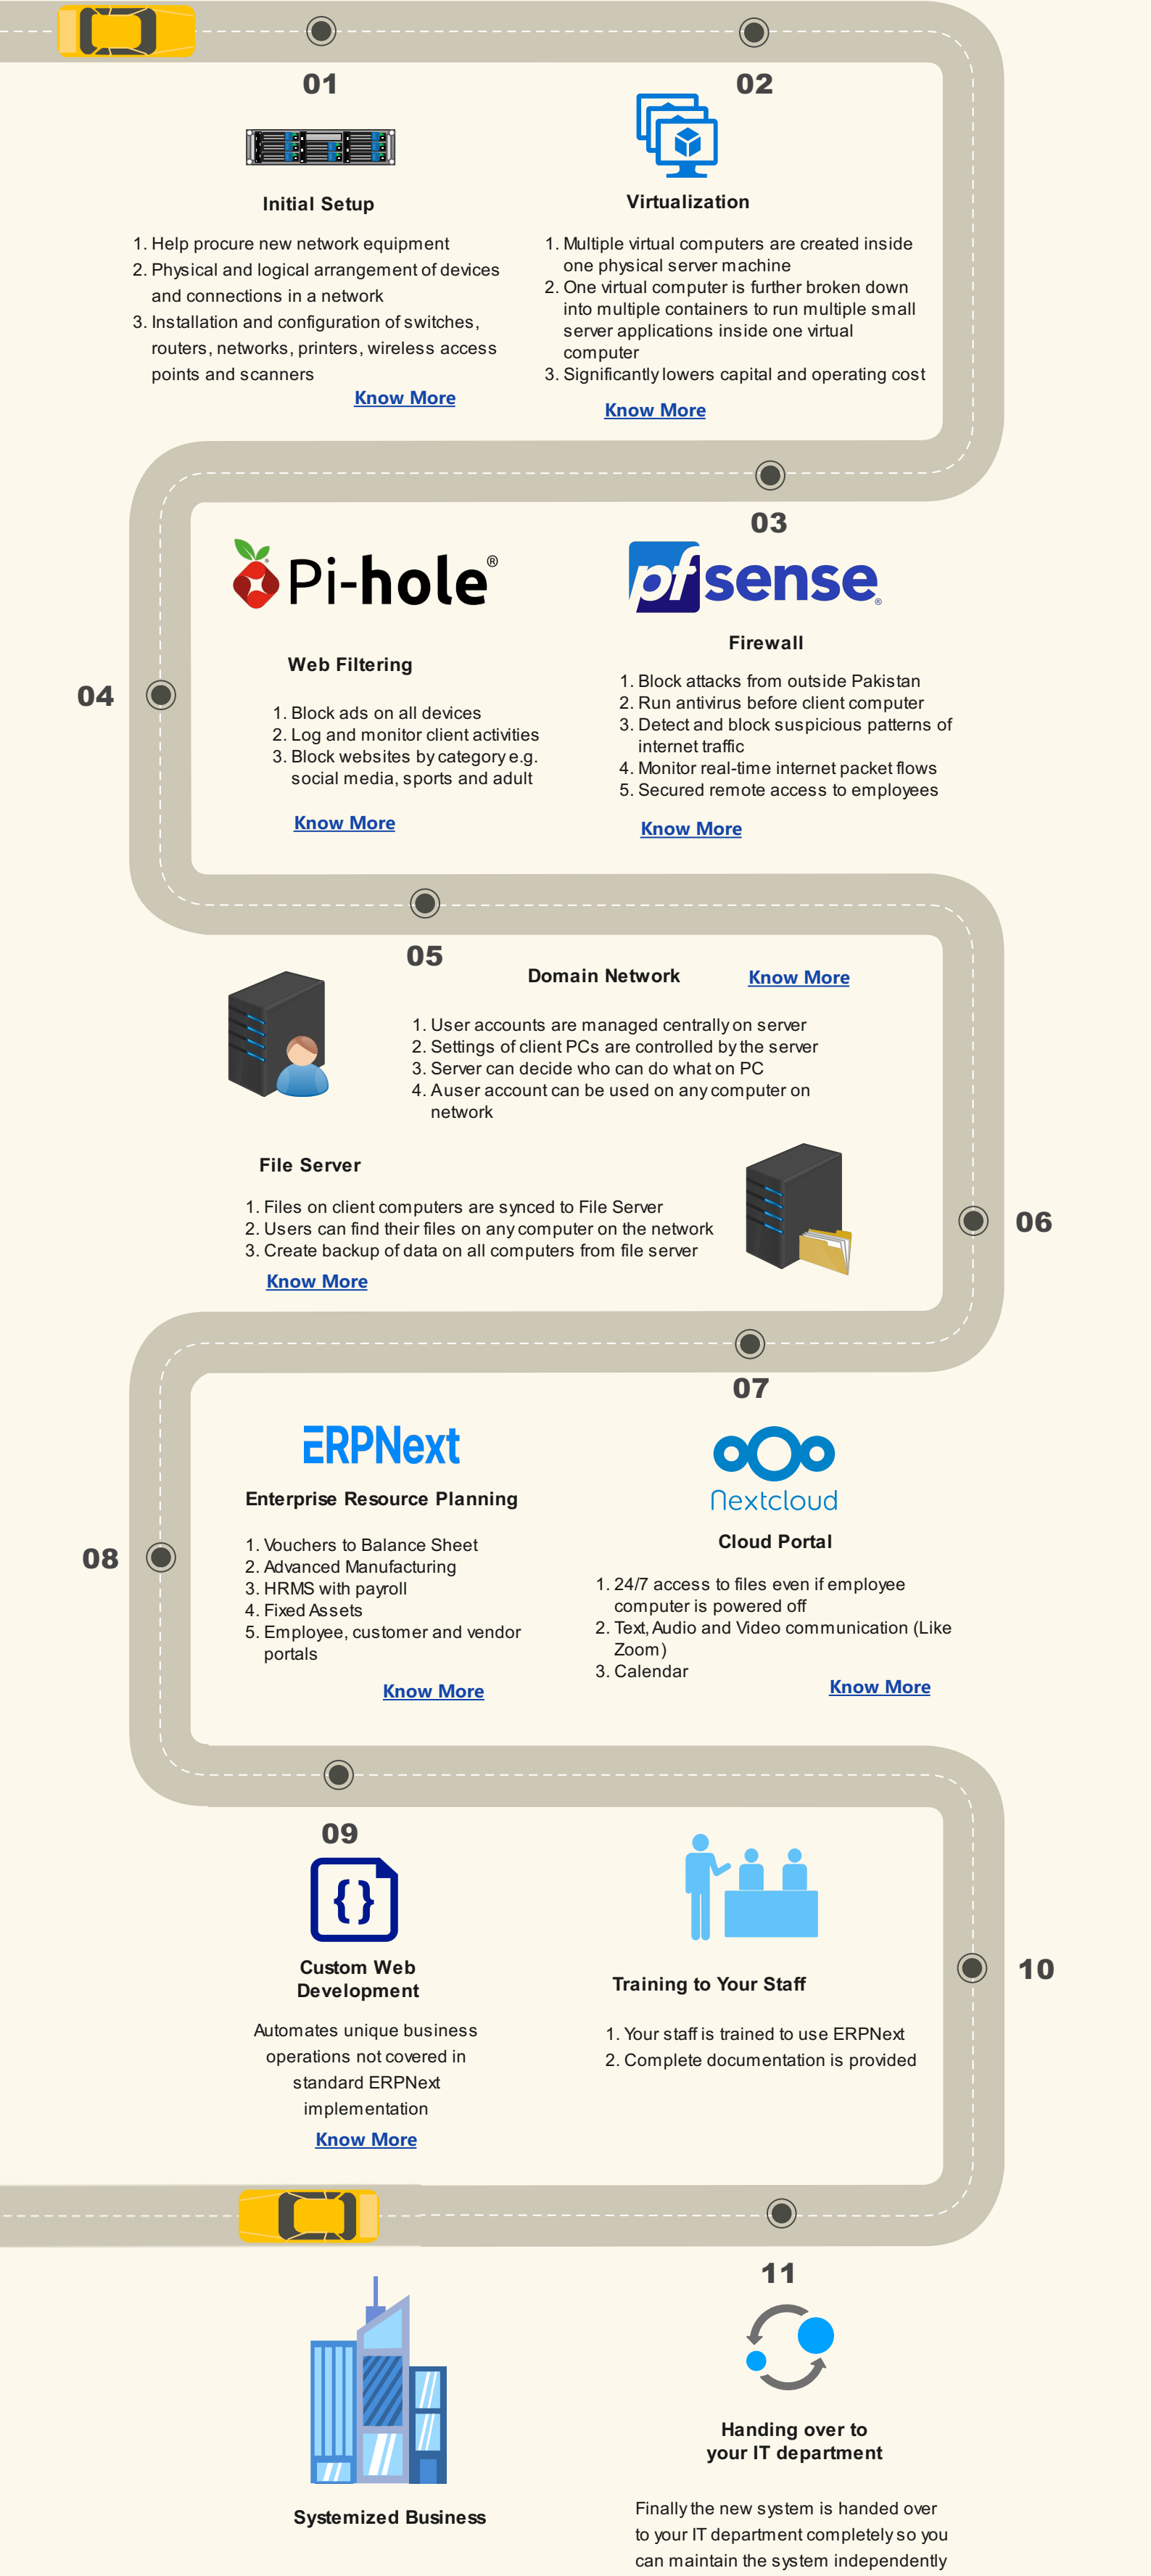 01
Initial Setup
1. Help procure new network equipment
2. Physical and logical arrangement of devices
and connections in a network
3. Installation and configuration of switches,
routers, networks, printers, wireless access
points and scanners
Know More
02
Virtualization
1. Multiple virtual computers are created inside
one physical server machine
2. One virtual computer is further broken down
into multiple containers to run multiple small
server applications inside one virtual
computer
3. Significantly lowers capital and operating cost
Know More
03
pfsense®
Firewall
1. Block attacks from outside Pakistan
2. Run antivirus before client computer
3. Detect and block suspicious patterns of
internet traffic
4. Monitor real-time internet packet flows
5. Secured remote access to employees
Know More
04
Pi-hole®
Web Filtering
1. Block ads on all devices
2. Log and monitor client activities
3. Block websites by category e.g.
social media, sports and adult
Know More
05
Domain Network
Know More
1. User accounts are managed centrally on server
2. Settings of client PCs are controlled by the server
3. Server can decide who can do what on PC
4. Auser account can be used on any computer on
network
06
File Server
1. Files on client computers are synced to File Server
2. Users can find their files on any computer on the network
3. Create backup of data on all computers from file server
Know More
07
Nextcloud
Cloud Portal
1. 24/7 access to files even if employee
computer is powered off
2. Text, Audio and Video communication (Like
Zoom)
3. Calendar
Know More
08
ERPNext
Enterprise Resource Planning
1. Vouchers to Balance Sheet
2. Advanced Manufacturing
3. HRMS with payroll
4. Fixed Assets
5. Employee, customer and vendor
portals
Know More
09
{}
Custom Web
Development
Automates unique business
operations not covered in
standard ERPNext
implementation
Know More
10
Training to Your Staff
1. Your staff is trained to use ERPNext
2. Complete documentation is provided
11
Handing over to
your IT department
Finally the new system is handed over
to your IT department completely so you
can maintain the system independently
Systemized Business